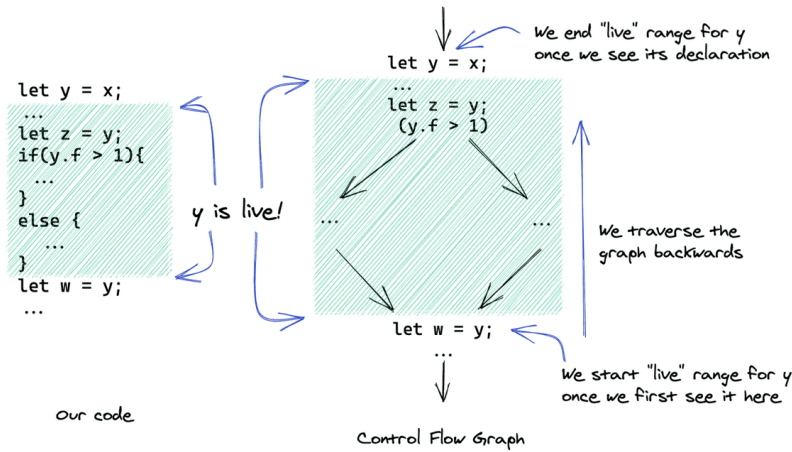 let y = x;
...
let z = y;
if(y.f > 1){
...
}
else {
...
}
let w = y;
...
Our code
y is live!
let y = x;
...
let z = y;
(y.f > 1)
...
...
let w = y;
...
Control Flow Graph
We end "live" range for y
once we see its declaration
We traverse the
graph backwards
We start "live" range for y
once we first see it here